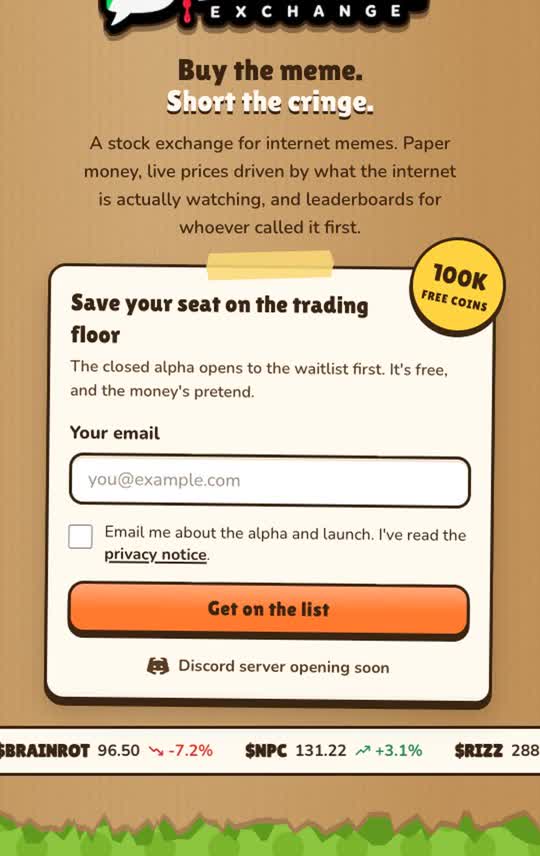 EXCHANGE
Buy the meme.
Short the cringe.
A stock exchange for internet memes. Paper
money, live prices driven by what the internet
is actually watching, and leaderboards for
whoever called it first.
100K
FREE COINS
Save your seat on the trading
floor
The closed alpha opens to the waitlist first. It's free,
and the money's pretend.
Your email
you@example.com
Email me about the alpha and launch. I've read the
privacy notice.
Get on the list
Discord server opening soon
$BRAINROT 96.50 -7.2% $NPC 131.22 +3.1% $RIZZ 288